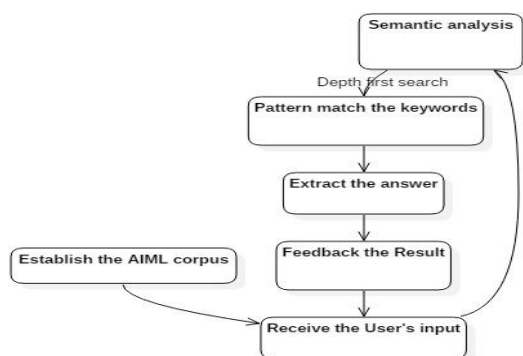 Semantic analysis
Depth first search
Pattern match the keywords
Extract the answer
Feedback the Result
Establish the AIML corpus
Receive the User's input